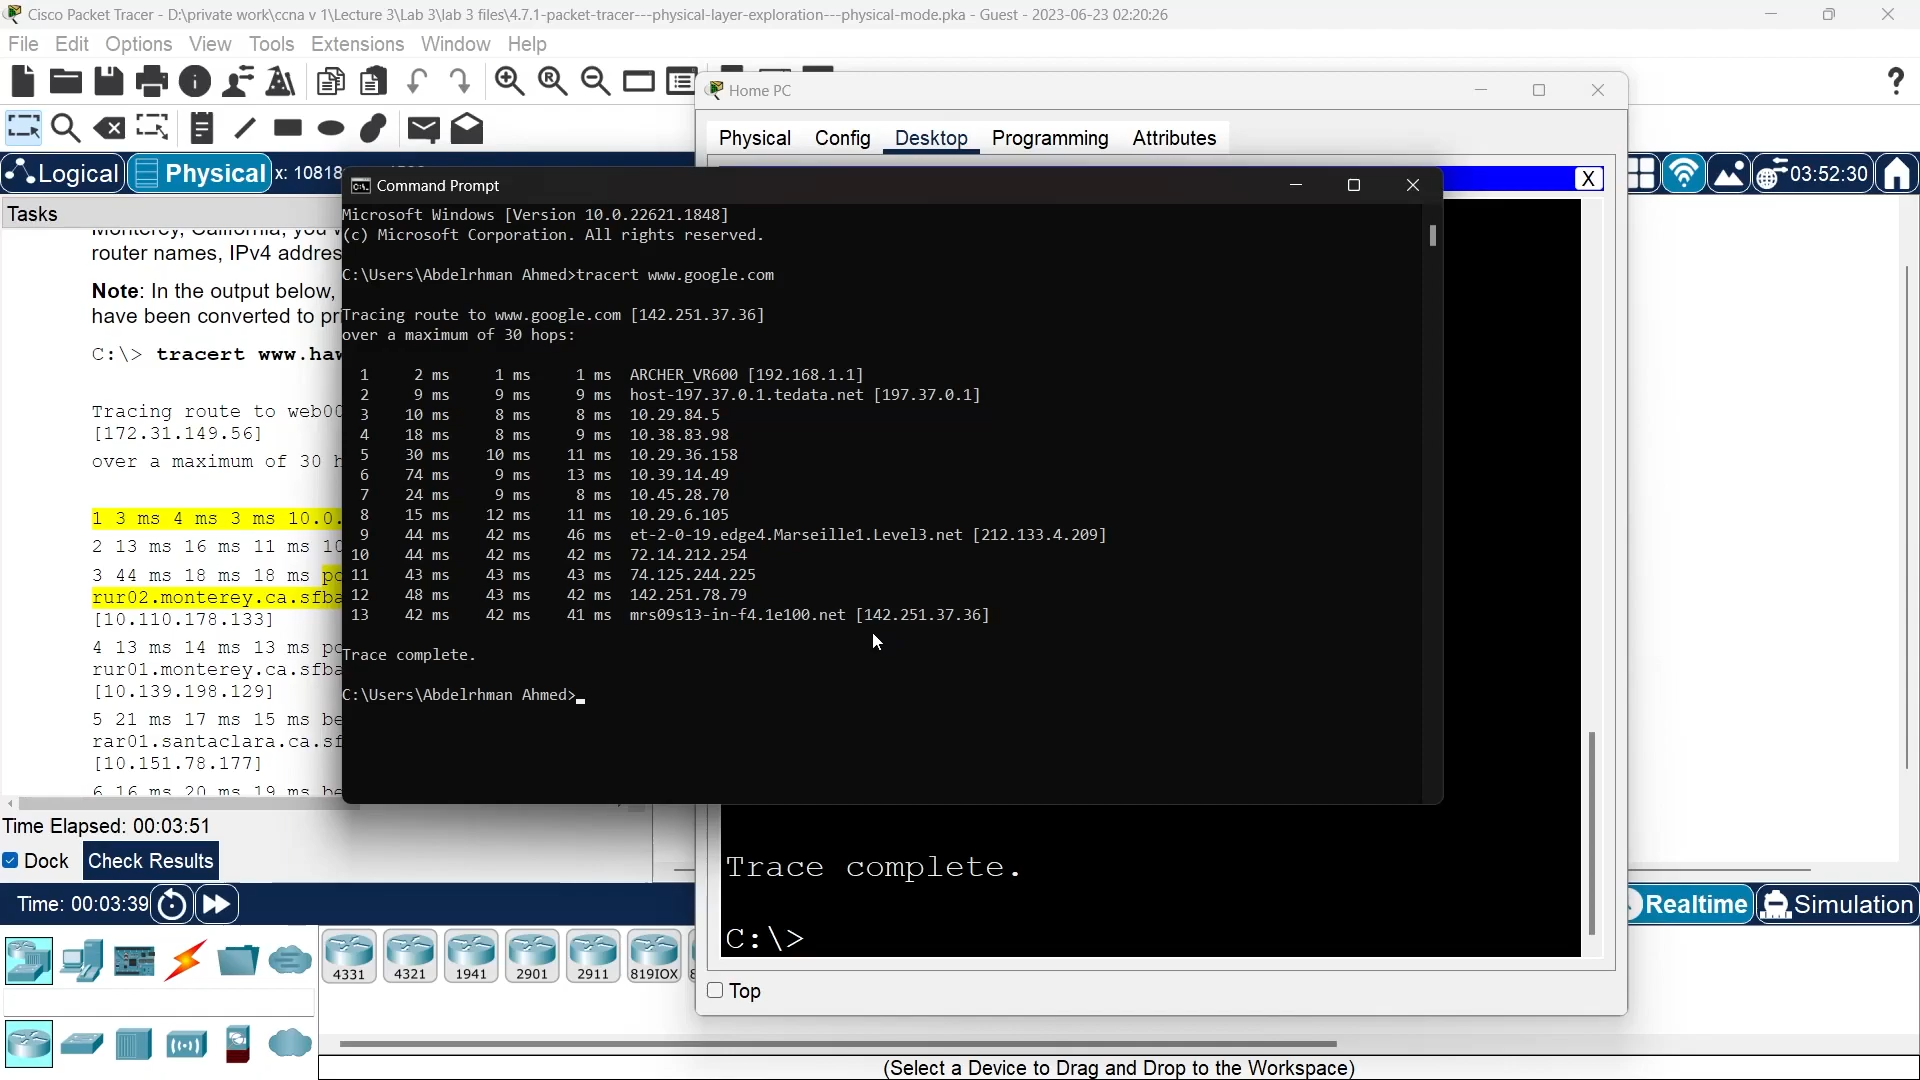 Cisco Packet Tracer - D:\private work\ccna v 1\Lecture 3\Lab 3\lab 3 files\4.7.1-packet-tracer---physical-layer-exploration---physical-mode.pka - Guest - 2023-06-23 02:20:26
File Edit Options View Tools Extensions Window Help
Home PC
Physical Config Desktop Programming Attributes
Logical Physical x: 1081
03:52:30
X
Tasks
router names, IPv4 addre
Note: In the output below,
have been converted to pr
C:\> tracert www.ha
Tracing route to web00
[172.31.149.56]
over a maximum of 30
1 3 ms 4 ms 3 ms 10.0.
2 13 ms 16 ms 11 ms 10
3 44 ms 18 ms 18 ms po
rur02.monterey.ca.sfba
[10.110.178.133]
4 13 ms 14 ms 13 ms po
rur01.monterey.ca.sfba
[10.139.198.129]
5 21 ms 17 ms 15 ms be
rar01.santaclara.ca.sf
[10.151.78.177]
6 16 ms 20 ms 19 ms be
Command Prompt
Microsoft Windows [Version 10.0.22621.1848]
(c) Microsoft Corporation. All rights reserved.
C:\Users\Abdelrhman Ahmed>tracert www.google.com
Tracing route to www.google.com [142.251.37.36]
over a maximum of 30 hops:
1 2 ms 1 ms 1 ms ARCHER_VR600 [192.168.1.1]
2 9 ms 9 ms 9 ms host-197.37.0.1.tedata.net [197.37.0.1]
3 10 ms 8 ms 8 ms 10.29.84.5
4 18 ms 8 ms 9 ms 10.38.83.98
5 30 ms 10 ms 11 ms 10.29.36.158
6 74 ms 9 ms 13 ms 10.39.14.49
7 24 ms 9 ms 8 ms 10.45.28.70
8 15 ms 12 ms 11 ms 10.29.6.105
9 44 ms 42 ms 46 ms et-2-0-19.edge4.Marseille1.Level3.net [212.133.4.209]
10 44 ms 42 ms 42 ms 72.14.212.254
11 43 ms 43 ms 43 ms 74.125.244.225
12 48 ms 43 ms 42 ms 142.251.78.79
13 42 ms 42 ms 41 ms mrs09s13-in-f4.1e100.net [142.251.37.36]
Trace complete.
C:\Users\Abdelrhman Ahmed>
Trace complete.
C:\>
Top
Time Elapsed: 00:03:51
Dock Check Results
Time: 00:03:39
Realtime Simulation
4331 4321 1941 2901 2911 819IOX
(Select a Device to Drag and Drop to the Workspace)